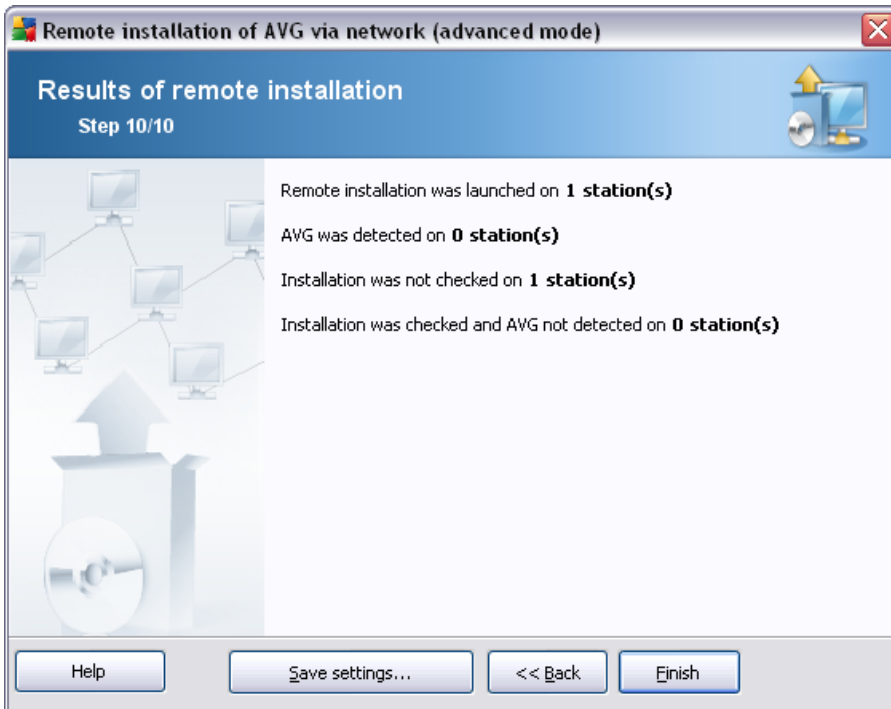 Remote installation of AVG via network (advanced mode)
Results of remote installation
Step 10/10
Remote installation was launched on 1 station(s)
AVG was detected on 0 station(s)
Installation was not checked on 1 station(s)
Installation was checked and AVG not detected on 0 station(s)
Help
Save settings...
<< Back
Finish